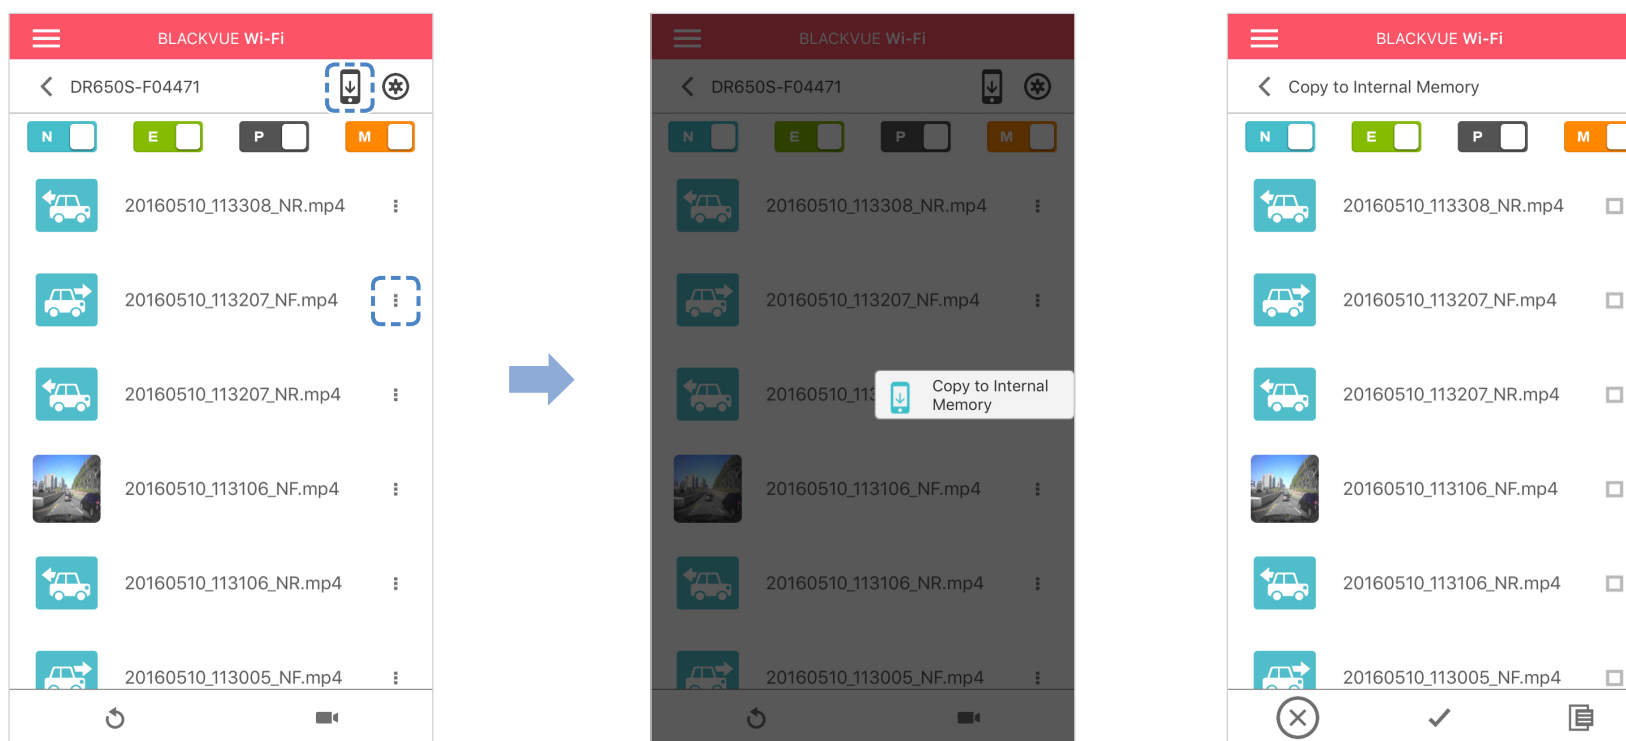 BLACKVUE Wi-Fi
DR650S-F04471
N E P M
20160510_113308_NR.mp4
20160510_113207_NF.mp4
20160510_113207_NR.mp4
20160510_113106_NF.mp4
20160510_113106_NR.mp4
20160510_113005_NF.mp4
BLACKVUE Wi-Fi
DR650S-F04471
N E P M
20160510_113308_NR.mp4
20160510_113207_NF.mp4
20160510_113
Copy to Internal
Memory
20160510_113106_NF.mp4
20160510_113106_NR.mp4
20160510_113005_NF.mp4
BLACKVUE Wi-Fi
Copy to Internal Memory
N E P M
20160510_113308_NR.mp4
20160510_113207_NF.mp4
20160510_113207_NR.mp4
20160510_113106_NF.mp4
20160510_113106_NR.mp4
20160510_113005_NF.mp4